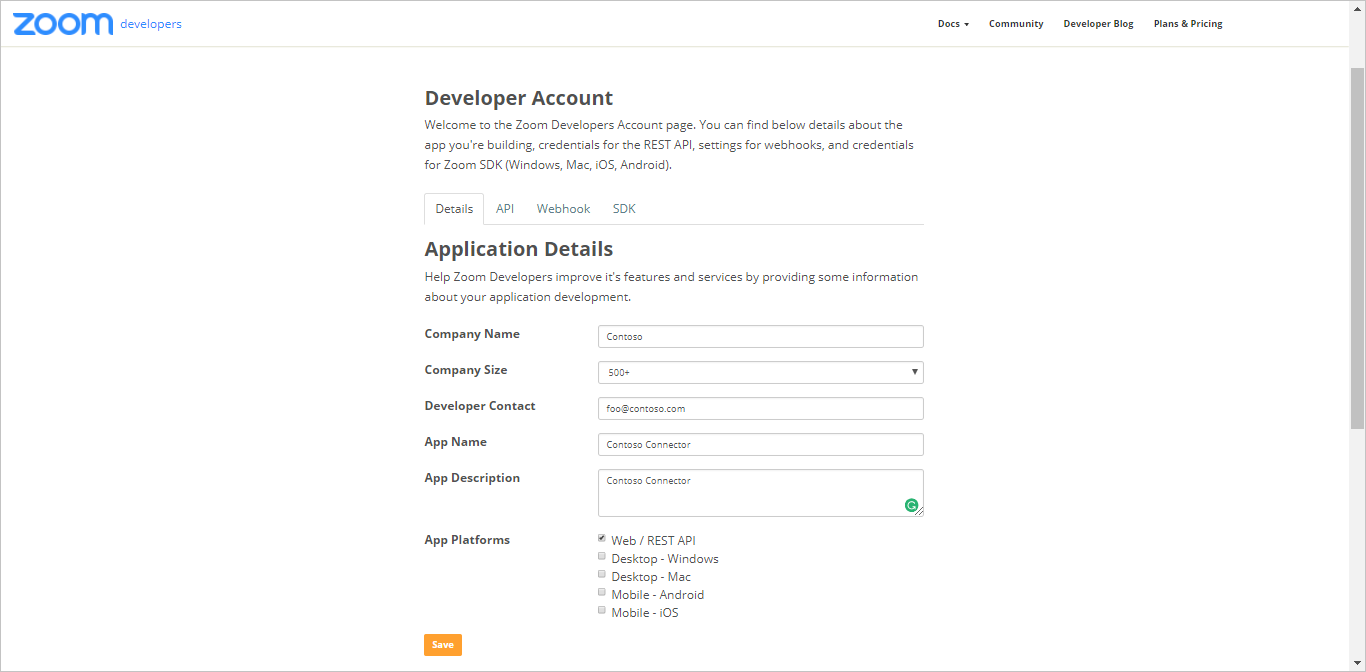 zoom developers
Docs
Community
Developer Blog
Plans & Pricing
Developer Account
Welcome to the Zoom Developers Account page. You can find below details about the
app you're building, credentials for the REST API, settings for webhooks, and credentials
for Zoom SDK (Windows, Mac, iOS, Android).
Details
API
Webhook
SDK
Application Details
Help Zoom Developers improve it's features and services by providing some information
about your application development.
Company Name
Contoso
Company Size
500+
Developer Contact
foo@contoso.com
App Name
Contoso Connector
App Description
Contoso Connector
App Platforms
Web / REST API
Desktop - Windows
Desktop - Mac
Mobile - Android
Mobile - iOS
Save